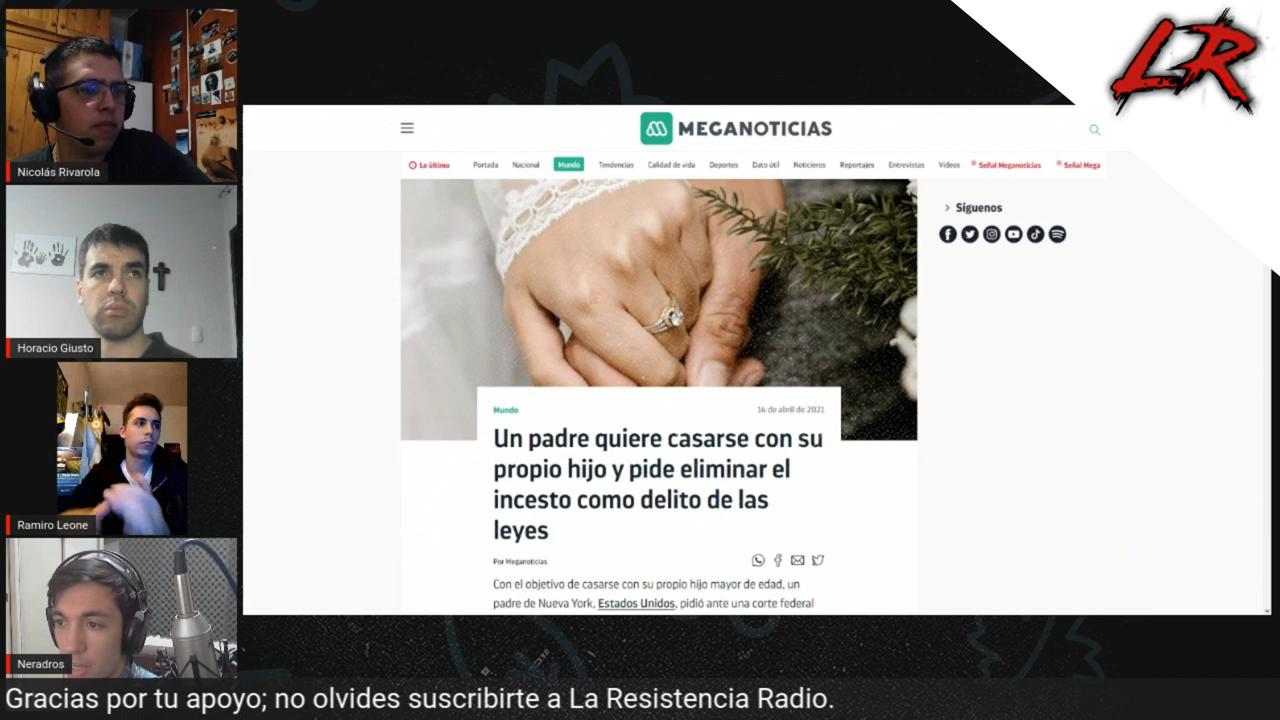 LR
Nicolás Rivarola
Horacio Giusto
Ramiro Leone
Neradros
MEGANOTICIAS
Lo último Portada Nacional Mundo Tendencias Calidad de vida Deportes Dato útil Noticieros Reportajes Entrevistas Videos Señal Meganoticias Señal Mega
> Síguenos
Mundo 14 de abril de 2021
Un padre quiere casarse con su
propio hijo y pide eliminar el
incesto como delito de las
leyes
Por Meganoticias
Con el objetivo de casarse con su propio hijo mayor de edad, un
padre de Nueva York, Estados Unidos, pidió ante una corte federal
Gracias por tu apoyo; no olvides suscribirte a La Resistencia Radio.